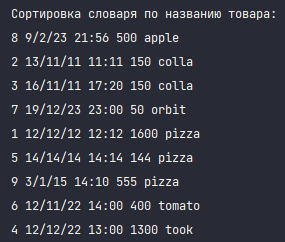 Сортировка словаря по названию товара:
8 9/2/23 21:56 500 apple
2 13/11/11 11:11 150 colla
3 16/11/11 17:20 150 colla
7 19/12/23 23:00 50 orbit
1 12/12/12 12:12 1600 pizza
5 14/14/14 14:14 144 pizza
9 3/1/15 14:10 555 pizza
6 12/11/22 14:00 400 tomato
4 12/12/22 13:00 1300 took